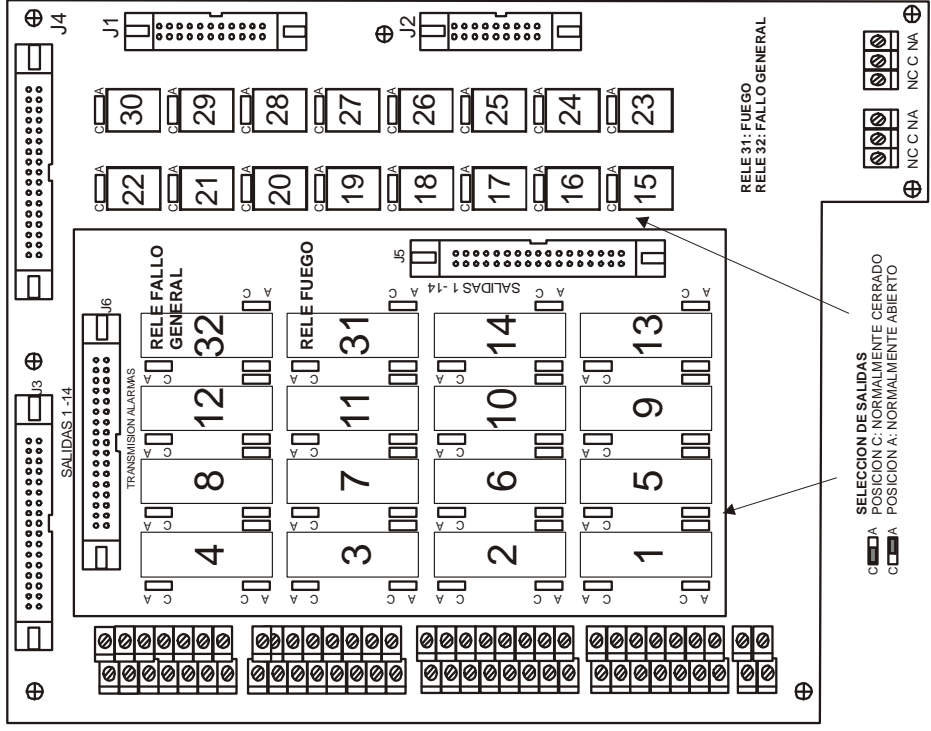 J4
J1
J2
C A 30
C A 29
C A 28
C A 27
C A 26
C A 25
C A 24
C A 23
C A 22
C A 21
C A 20
C A 19
C A 18
C A 17
C A 16
C A 15
RELE 31: FUEGO
RELE 32: FALLO GENERAL
NC C NA
NC C NA
J3
SALIDAS 1 -14
J6
TRANSMISION ALARMAS
RELE FALLO
GENERAL
RELE FUEGO
J5
SALIDAS 1 -14
A C 4 C A
A C 8
A C 12
32 C A
A C 3 C A
A C 7
A C 11
31 C A
A C 2 C A
A C 6
A C 10
14 C A
A C 1 C A
A C 5
A C 9
13 C A
SELECCION DE SALIDAS
C A POSICION C: NORMALMENTE CERRADO
C A POSICION A: NORMALMENTE ABIERTO